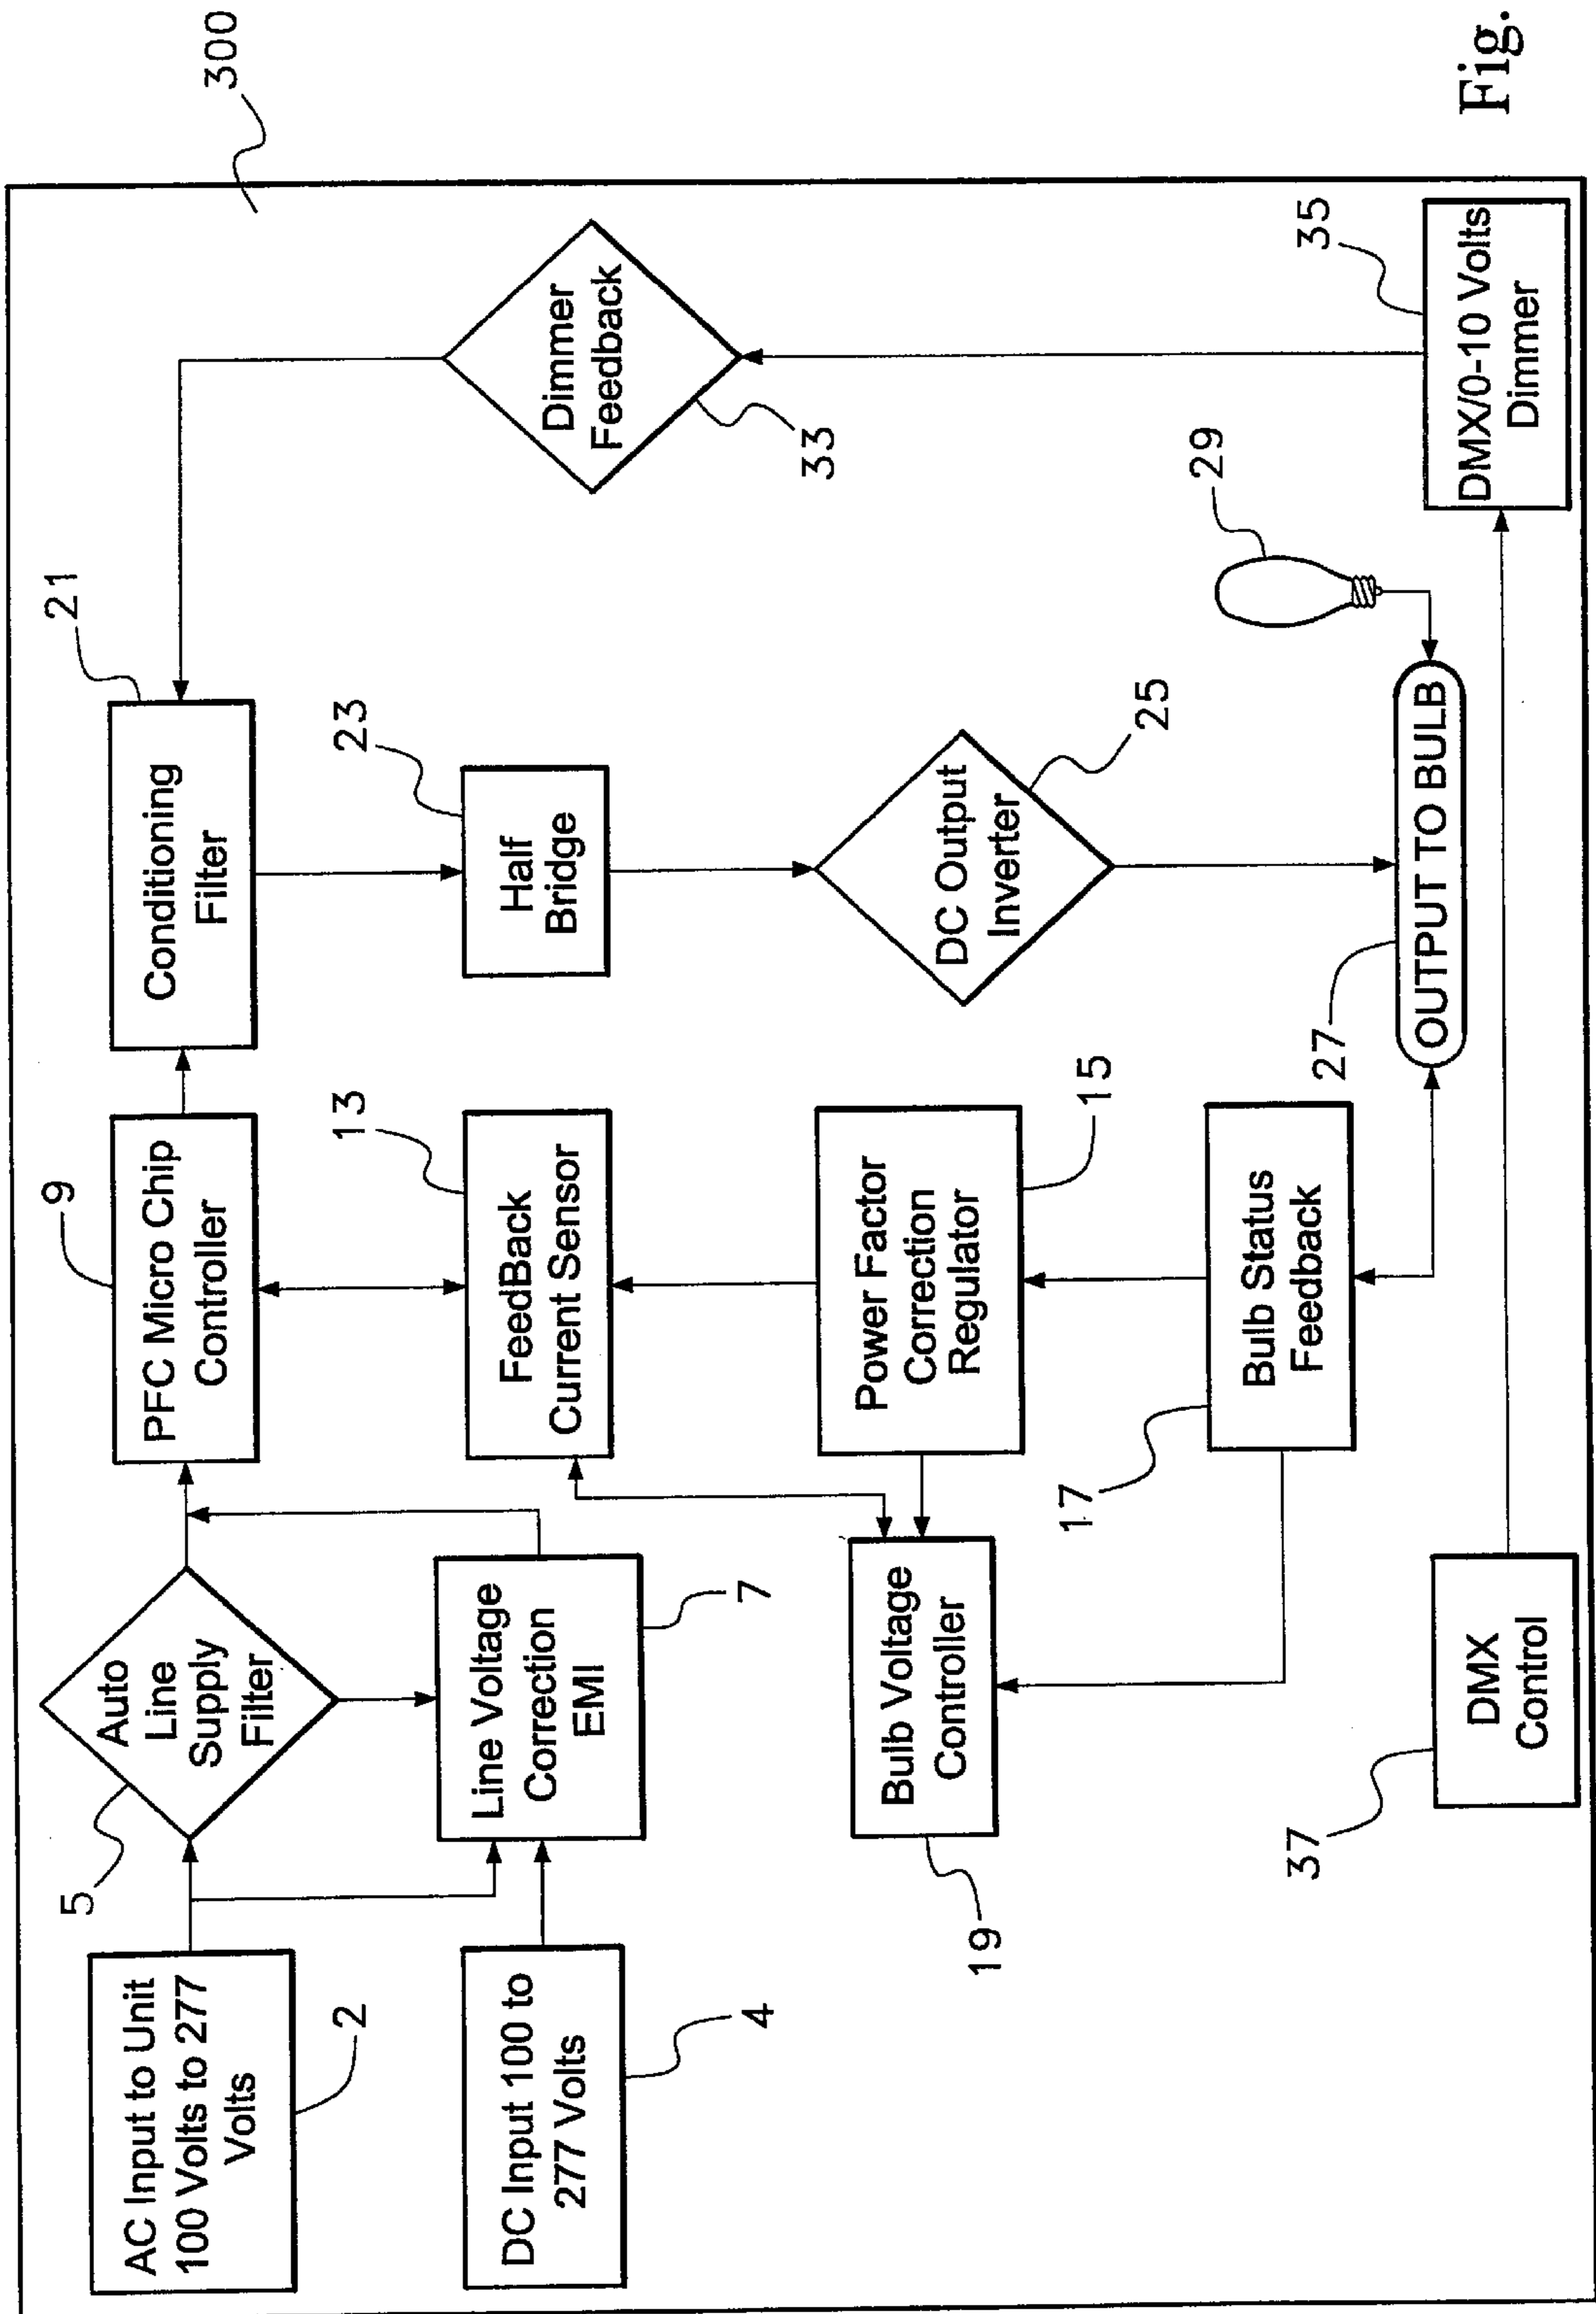 300
AC Input to Unit
100 Volts to 277
Volts
2
5
Auto
Line
Supply
Filter
9
PFC Micro Chip
Controller
21
Conditioning
Filter
DC Input 100 to
277 Volts
4
Line Voltage
Correction
EMI
7
13
FeedBack
Current Sensor
23
Half
Bridge
Dimmer
Feedback
33
Bulb Voltage
Controller
19
Power Factor
Correction
Regulator
15
DC Output
Inverter
25
17
Bulb Status
Feedback
29
27
OUTPUT TO BULB
37
DMX
Control
35
DMX/0-10 Volts
Dimmer
Fig.